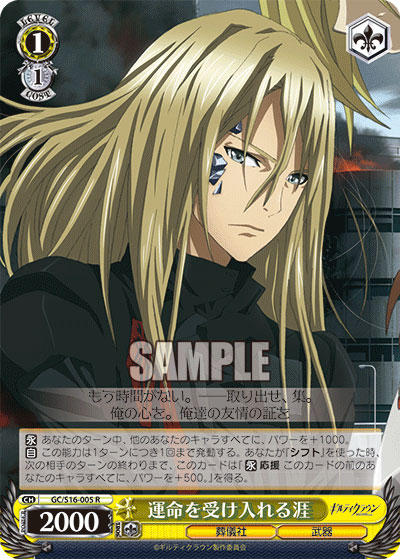 LEVEL
1
1
COST
SAMPLE
もう時間がない。――取り出せ、集。
俺の心を。俺達の友情の証を
永 あなたのターン中、他のあなたのキャラすべてに、パワーを+1000。
自 この能力は1ターンにつき1回まで発動する。あなたが『シフト』を使った時、
次の相手のターンの終わりまで、このカードは『永 応援 このカードの前のあ
なたのキャラすべてに、パワーを+500。』を得る。
CH GC/S16-005 R
2000
POWER
運命を受け入れる涯
ギルティクラウン
葬儀社
武器
©ギルティクラウン製作委員会